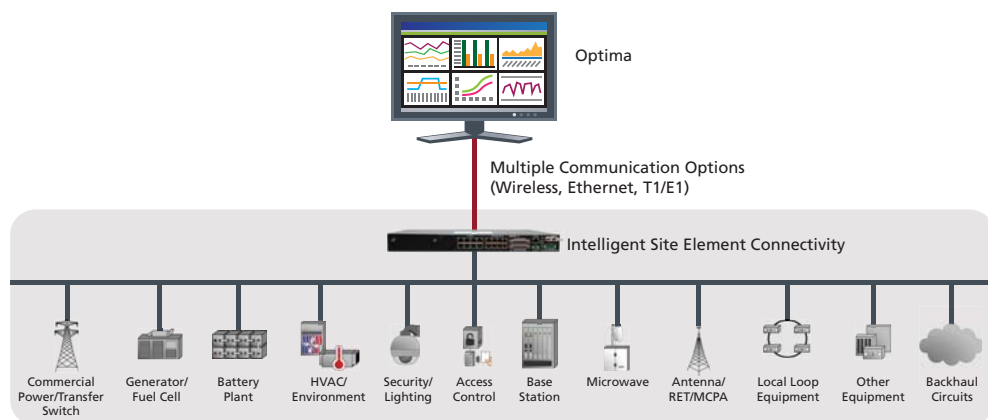 Optima
Multiple Communication Options
(Wireless, Ethernet, T1/E1)
Intelligent Site Element Connectivity
Commercial
Power/Transfer
Switch
Generator/
Fuel Cell
Battery
Plant
HVAC/
Environment
Security/
Lighting
Access
Control
Base
Station
Microwave
Antenna/
RET/MCPA
Local Loop
Equipment
Other
Equipment
Backhaul
Circuits